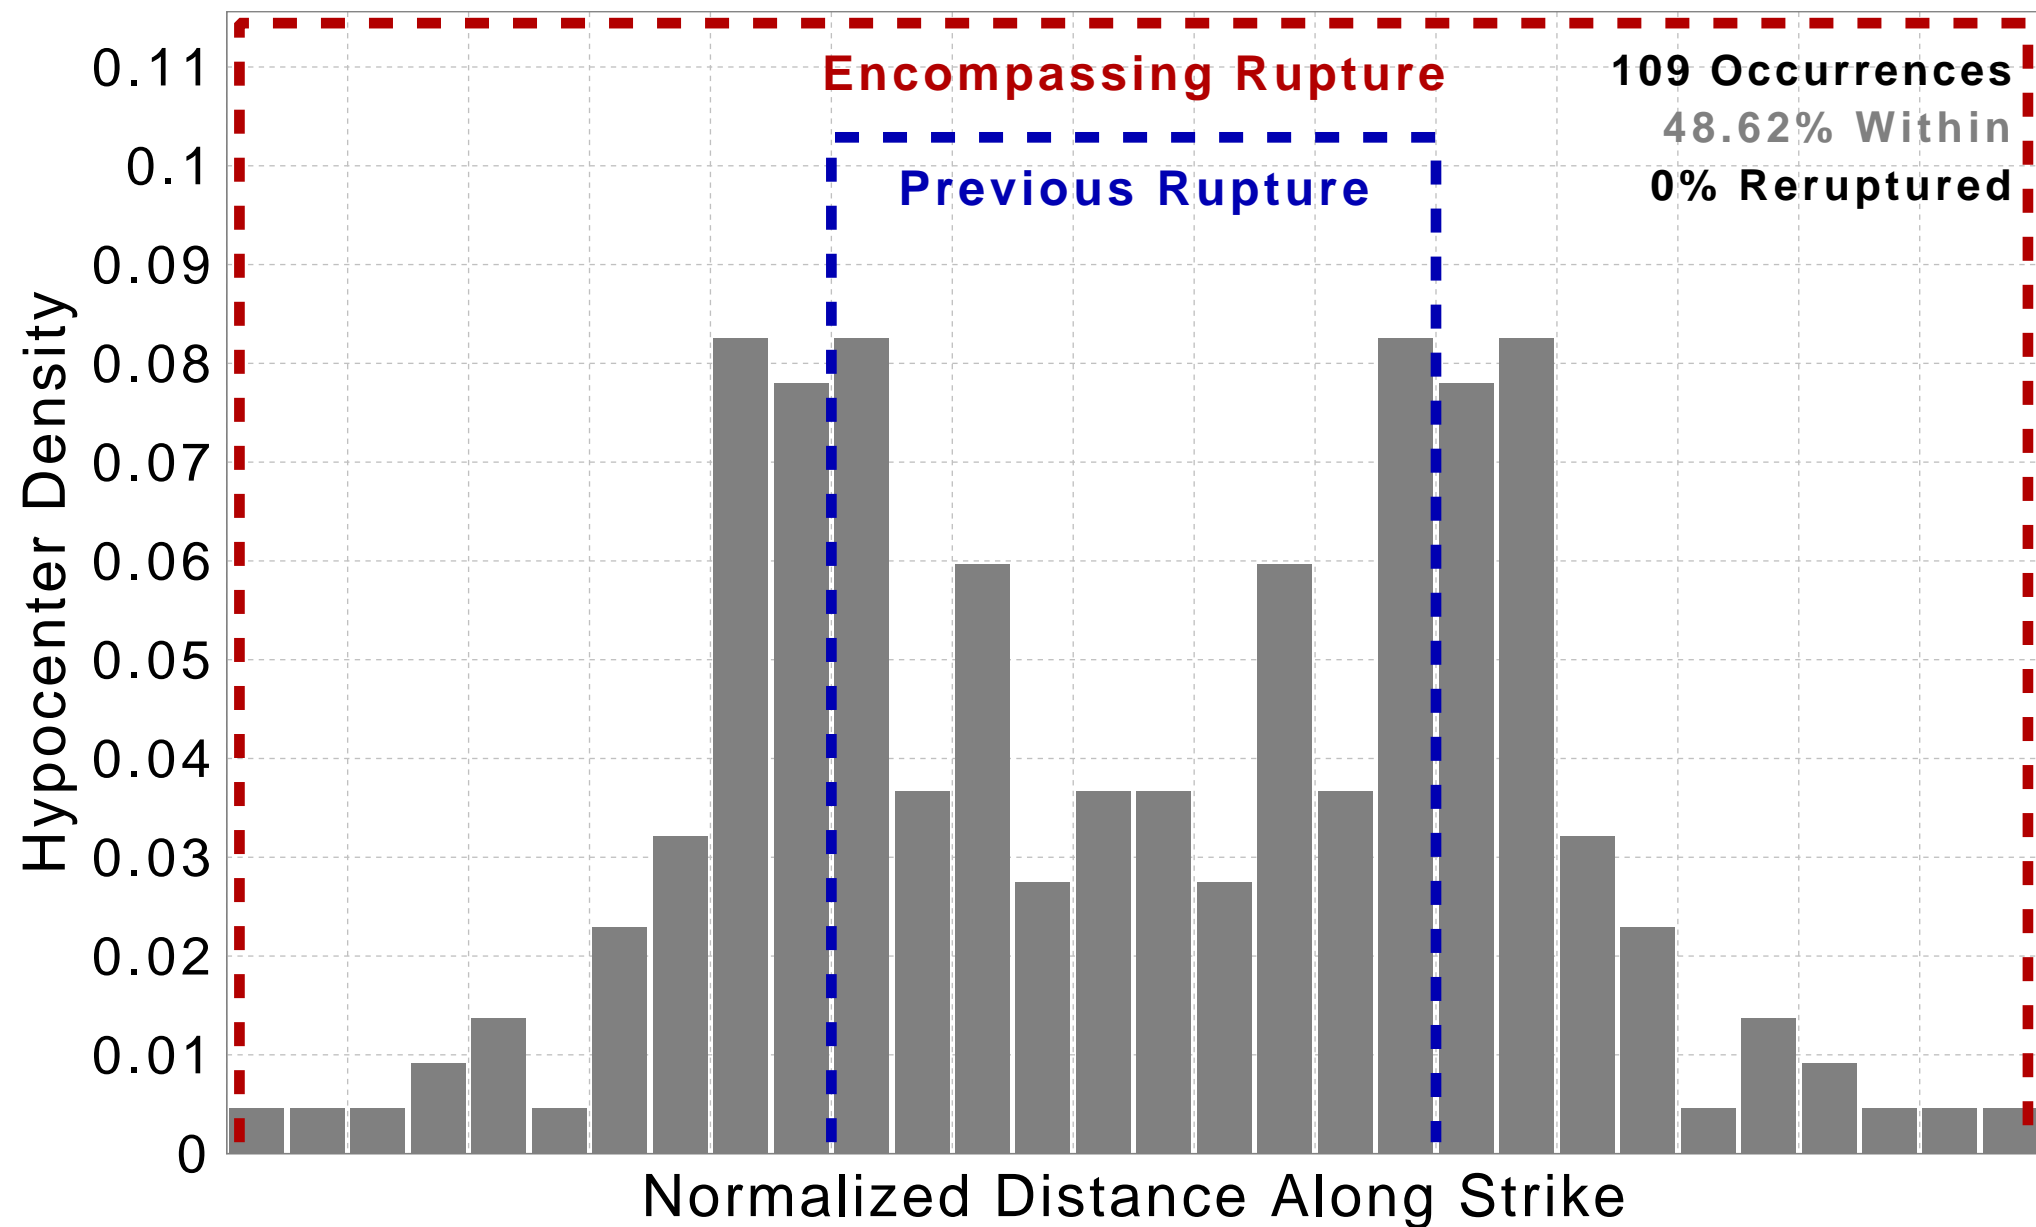 Encompassing Rupture
109 Occurrences
48.62% Within
Previous Rupture
0% Reruptured
Hypocenter Density
0.11
0.1
0.09
0.08
0.07
0.06
0.05
0.04
0.03
0.02
0.01
0
Normalized Distance Along Strike